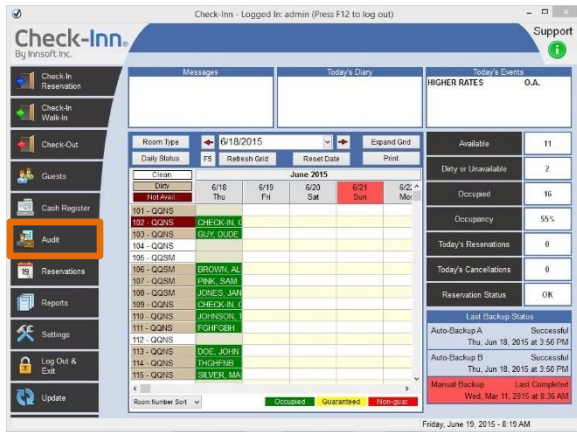 Check-Inn - Logged In: admin (Press F12 to log out)
Check-Inn®
By Innsoft Inc.
Support
Check-In
Reservation
Check-In
Walk-In
Check-Out
Guests
Cash Register
Audit
19
Reservations
Reports
Settings
Log Out &
Exit
Update
Messages
Today's Diary
Today's Events
HIGHER RATES O.A.
Room Type
6/18/2015
Expand Grid
Daily Status
F5
Refresh Grid
Reset Date
Print
Clean
Dirty
Not Avail.
June 2015
6/18 6/19 6/20 6/21 6/22
Thu Fri Sat Sun Mon
101 - QQNS
102 - QQNS CHECK-IN, C
103 - QQNS GUY, DUDE
104 - QQNS
105 - QQSM
106 - QQSM BROWN, AL
107 - QQSM PINK, SAM
108 - QQSM JONES, JAN
109 - QQNS CHECK-IN, C
110 - QQNS JOHNSON, T
111 - QQNS FGHFGBH
112 - QQNS
113 - QQNS DOE, JOHN
114 - QQNS THGHFNB
115 - QQNS SILVER, MA
Room Number Sort
Occupied Guaranteed Non-guar.
Available 11
Dirty or Unavailable 2
Occupied 16
Occupancy 55%
Today's Reservations 0
Today's Cancellations 0
Reservation Status OK
Last Backup Status
Auto-Backup A Successful
Thu, Jun 18, 2015 at 3:50 PM
Auto-Backup B Successful
Thu, Jun 18, 2015 at 3:50 PM
Manual Backup Last Completed
Wed, Mar 11, 2015 at 8:36 AM
Friday, June 19, 2015 - 8:19 AM